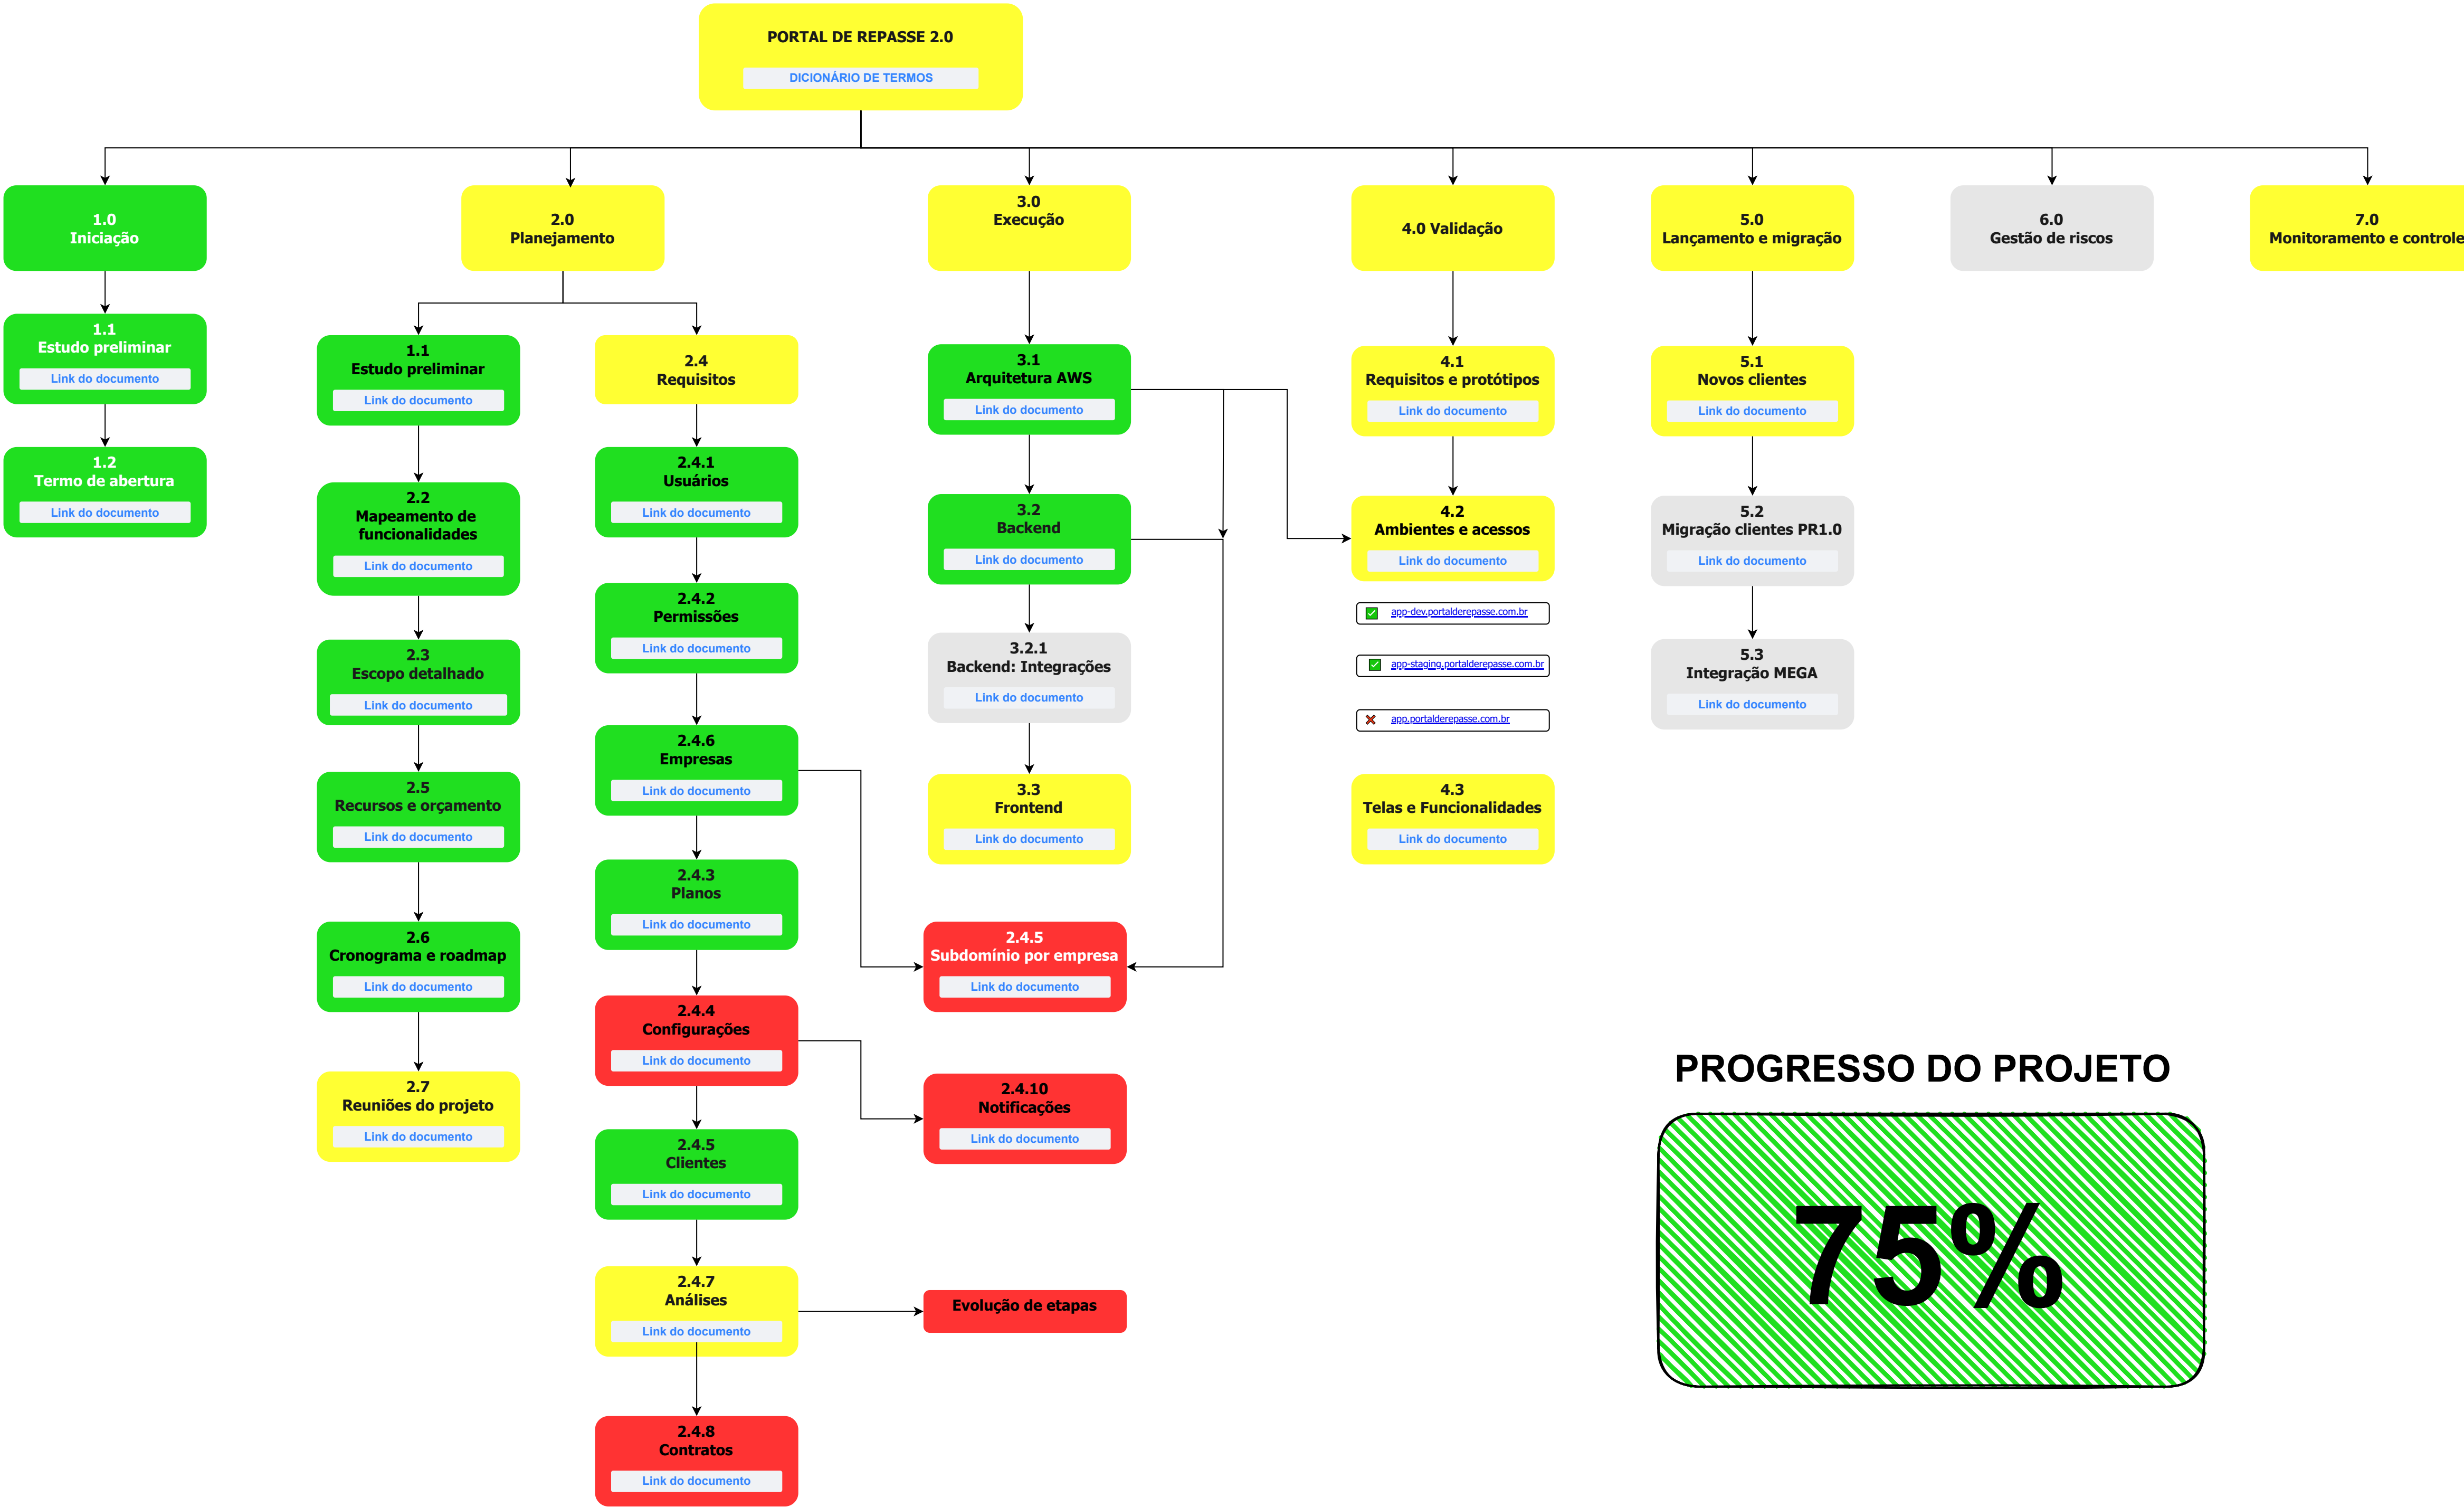 PORTAL DE REPASSE 2.0
DICIONÁRIO DE TERMOS
1.0
Iniciação
2.0
Planejamento
3.0
Execução
4.0 Validação
5.0
Lançamento e migração
6.0
Gestão de riscos
7.0
Monitoramento e controle
1.1
Estudo preliminar
Link do documento
1.2
Termo de abertura
Link do documento
1.1
Estudo preliminar
Link do documento
2.2
Mapeamento de
funcionalidades
Link do documento
2.3
Escopo detalhado
Link do documento
2.5
Recursos e orçamento
Link do documento
2.6
Cronograma e roadmap
Link do documento
2.7
Reuniões do projeto
Link do documento
2.4
Requisitos
2.4.1
Usuários
Link do documento
2.4.2
Permissões
Link do documento
2.4.6
Empresas
Link do documento
2.4.3
Planos
Link do documento
2.4.4
Configurações
Link do documento
2.4.5
Clientes
Link do documento
2.4.7
Análises
Link do documento
2.4.8
Contratos
Link do documento
3.1
Arquitetura AWS
Link do documento
3.2
Backend
Link do documento
3.2.1
Backend: Integrações
Link do documento
3.3
Frontend
Link do documento
2.4.5
Subdomínio por empresa
Link do documento
2.4.10
Notificações
Link do documento
Evolução de etapas
4.1
Requisitos e protótipos
Link do documento
4.2
Ambientes e acessos
Link do documento
app-dev.portalderepasse.com.br
app-staging.portalderepasse.com.br
app.portalderepasse.com.br
4.3
Telas e Funcionalidades
Link do documento
5.1
Novos clientes
Link do documento
5.2
Migração clientes PR1.0
Link do documento
5.3
Integração MEGA
Link do documento
PROGRESSO DO PROJETO
75%